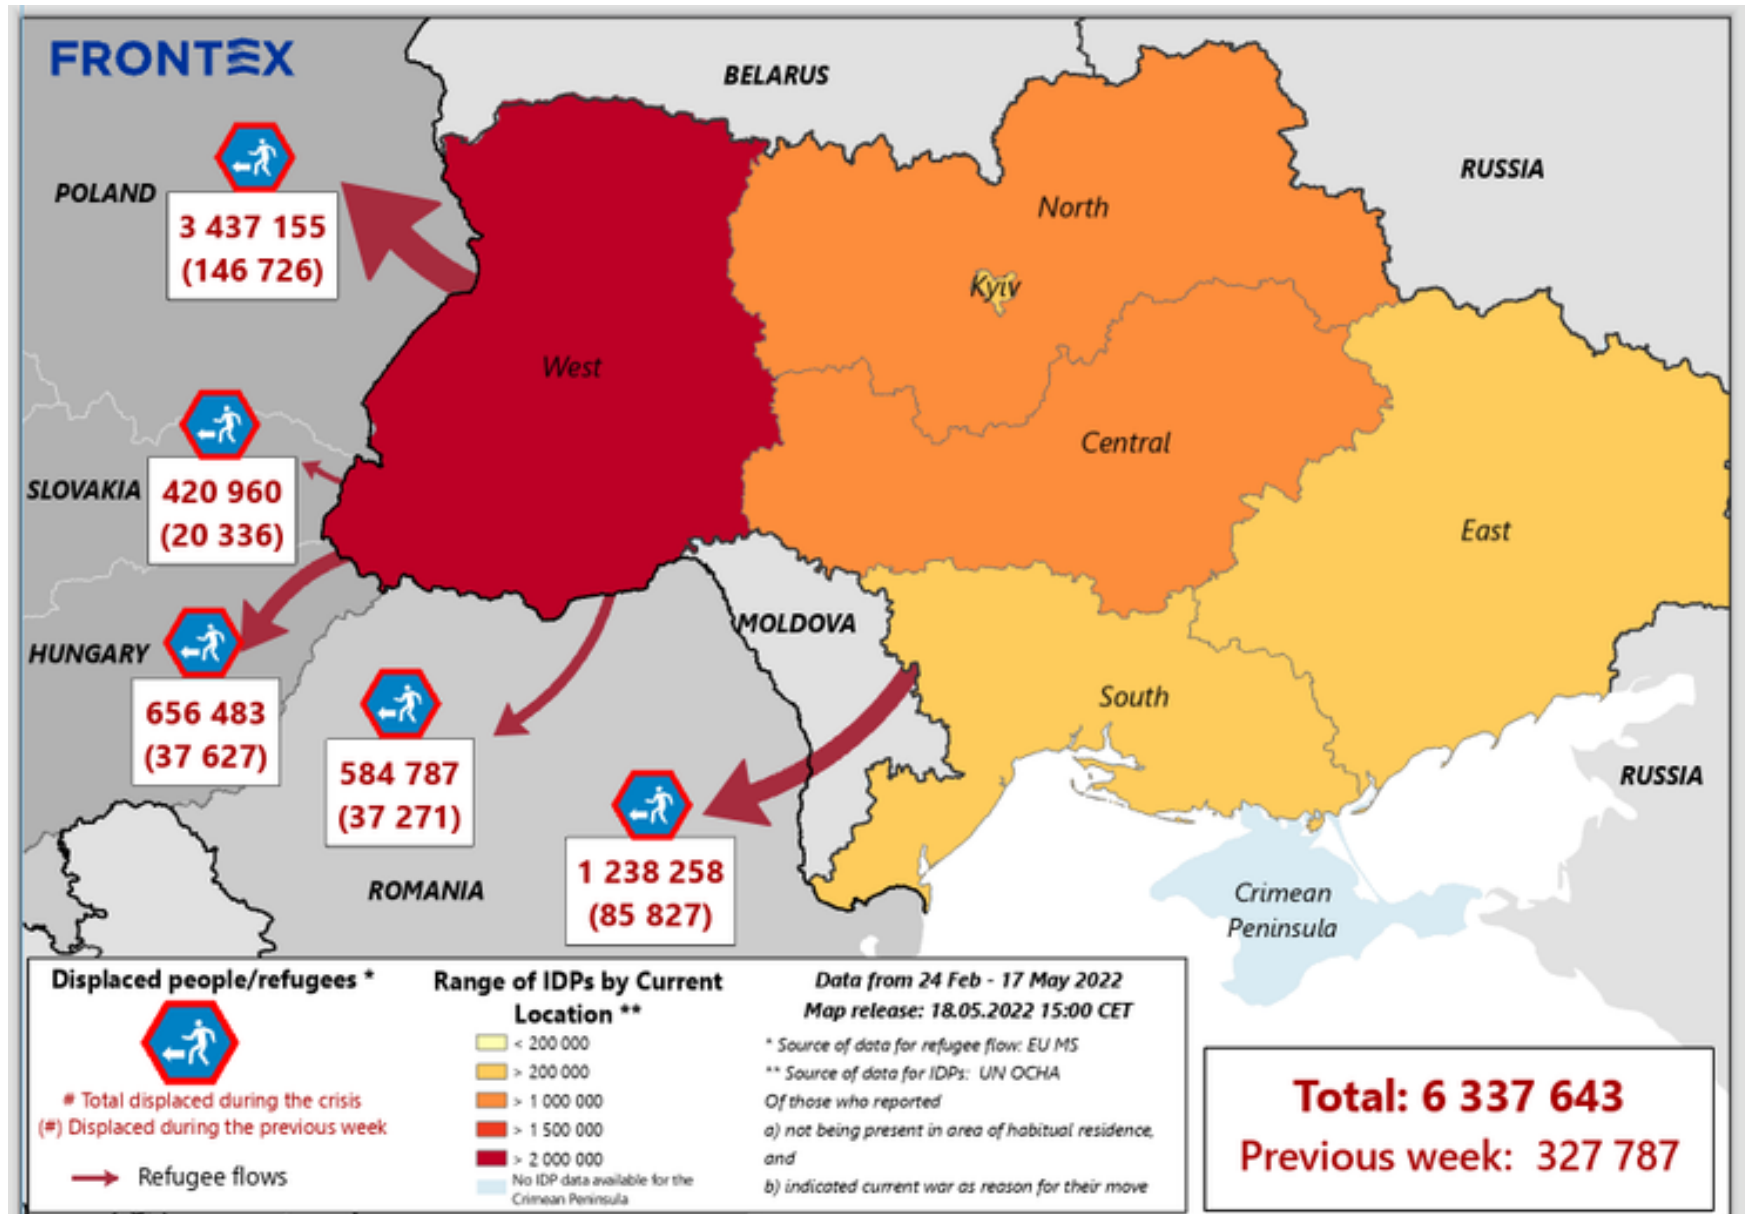 FRONTEX
BELARUS
RUSSIA
POLAND
3 437 155
(146 726)
North
Kyiv
West
Central
SLOVAKIA
420 960
(20 336)
East
HUNGARY
656 483
(37 627)
MOLDOVA
South
584 787
(37 271)
RUSSIA
ROMANIA
1 238 258
(85 827)
Crimean
Peninsula
Displaced people/refugees *
# Total displaced during the crisis
(#) Displaced during the previous week
Refugee flows
Range of IDPs by Current
Location **
< 200 000
> 200 000
> 1 000 000
> 1 500 000
> 2 000 000
No IDP data available for the
Crimean Peninsula
Data from 24 Feb - 17 May 2022
Map release: 18.05.2022 15:00 CET
* Source of data for refugee flow: EU MS
** Source of data for IDPs: UN OCHA
Of those who reported
a) not being present in area of habitual residence,
and
b) indicated current war as reason for their move
Total: 6 337 643
Previous week: 327 787